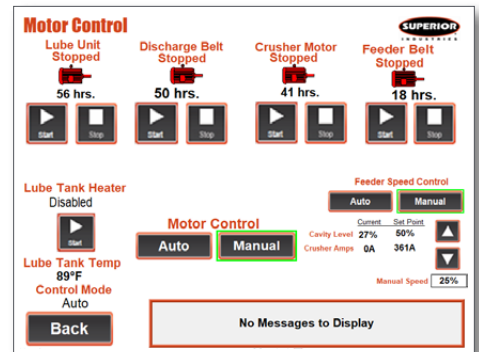 Motor Control
SUPERIOR
INDUSTRIES
Lube Unit
Stopped
56 hrs.
Start
Stop
Discharge Belt
Stopped
50 hrs.
Start
Stop
Crusher Motor
Stopped
41 hrs.
Start
Stop
Feeder Belt
Stopped
18 hrs.
Start
Stop
Lube Tank Heater
Disabled
Start
Lube Tank Temp
89°F
Control Mode
Auto
Back
Motor Control
Auto
Manual
Feeder Speed Control
Auto
Manual
Current Set Point
Cavity Level 27% 50%
Crusher Amps 0A 361A
Manual Speed 25%
No Messages to Display